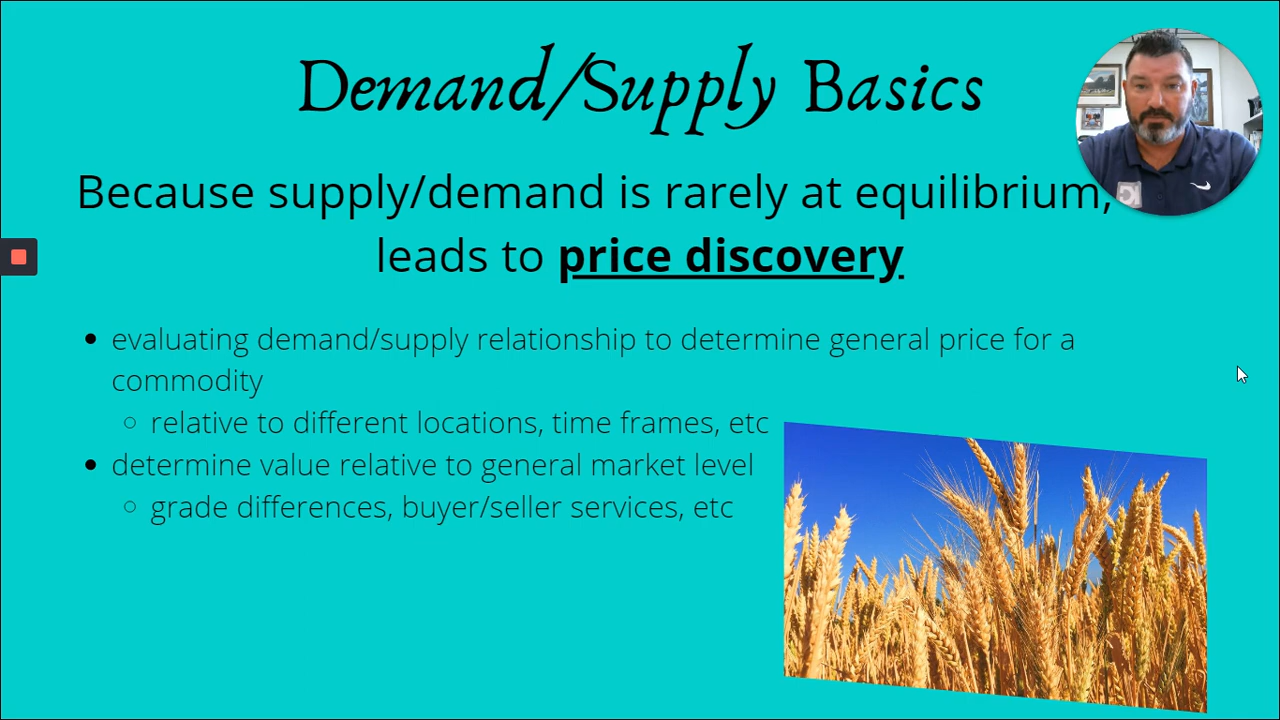 Demand/Supply Basics
Because supply/demand is rarely at equilibrium,
leads to price discovery
evaluating demand/supply relationship to determine general price for a
commodity
relative to different locations, time frames, etc
determine value relative to general market level
grade differences, buyer/seller services, etc